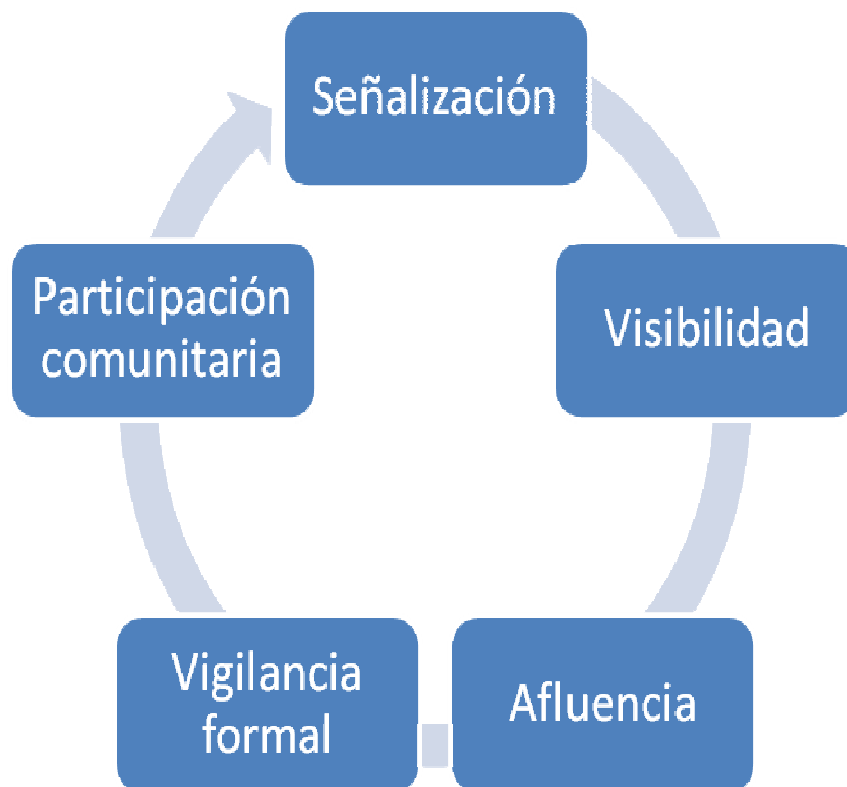 Señalización
Visibilidad
Afluencia
Vigilancia
formal
Participación
comunitaria